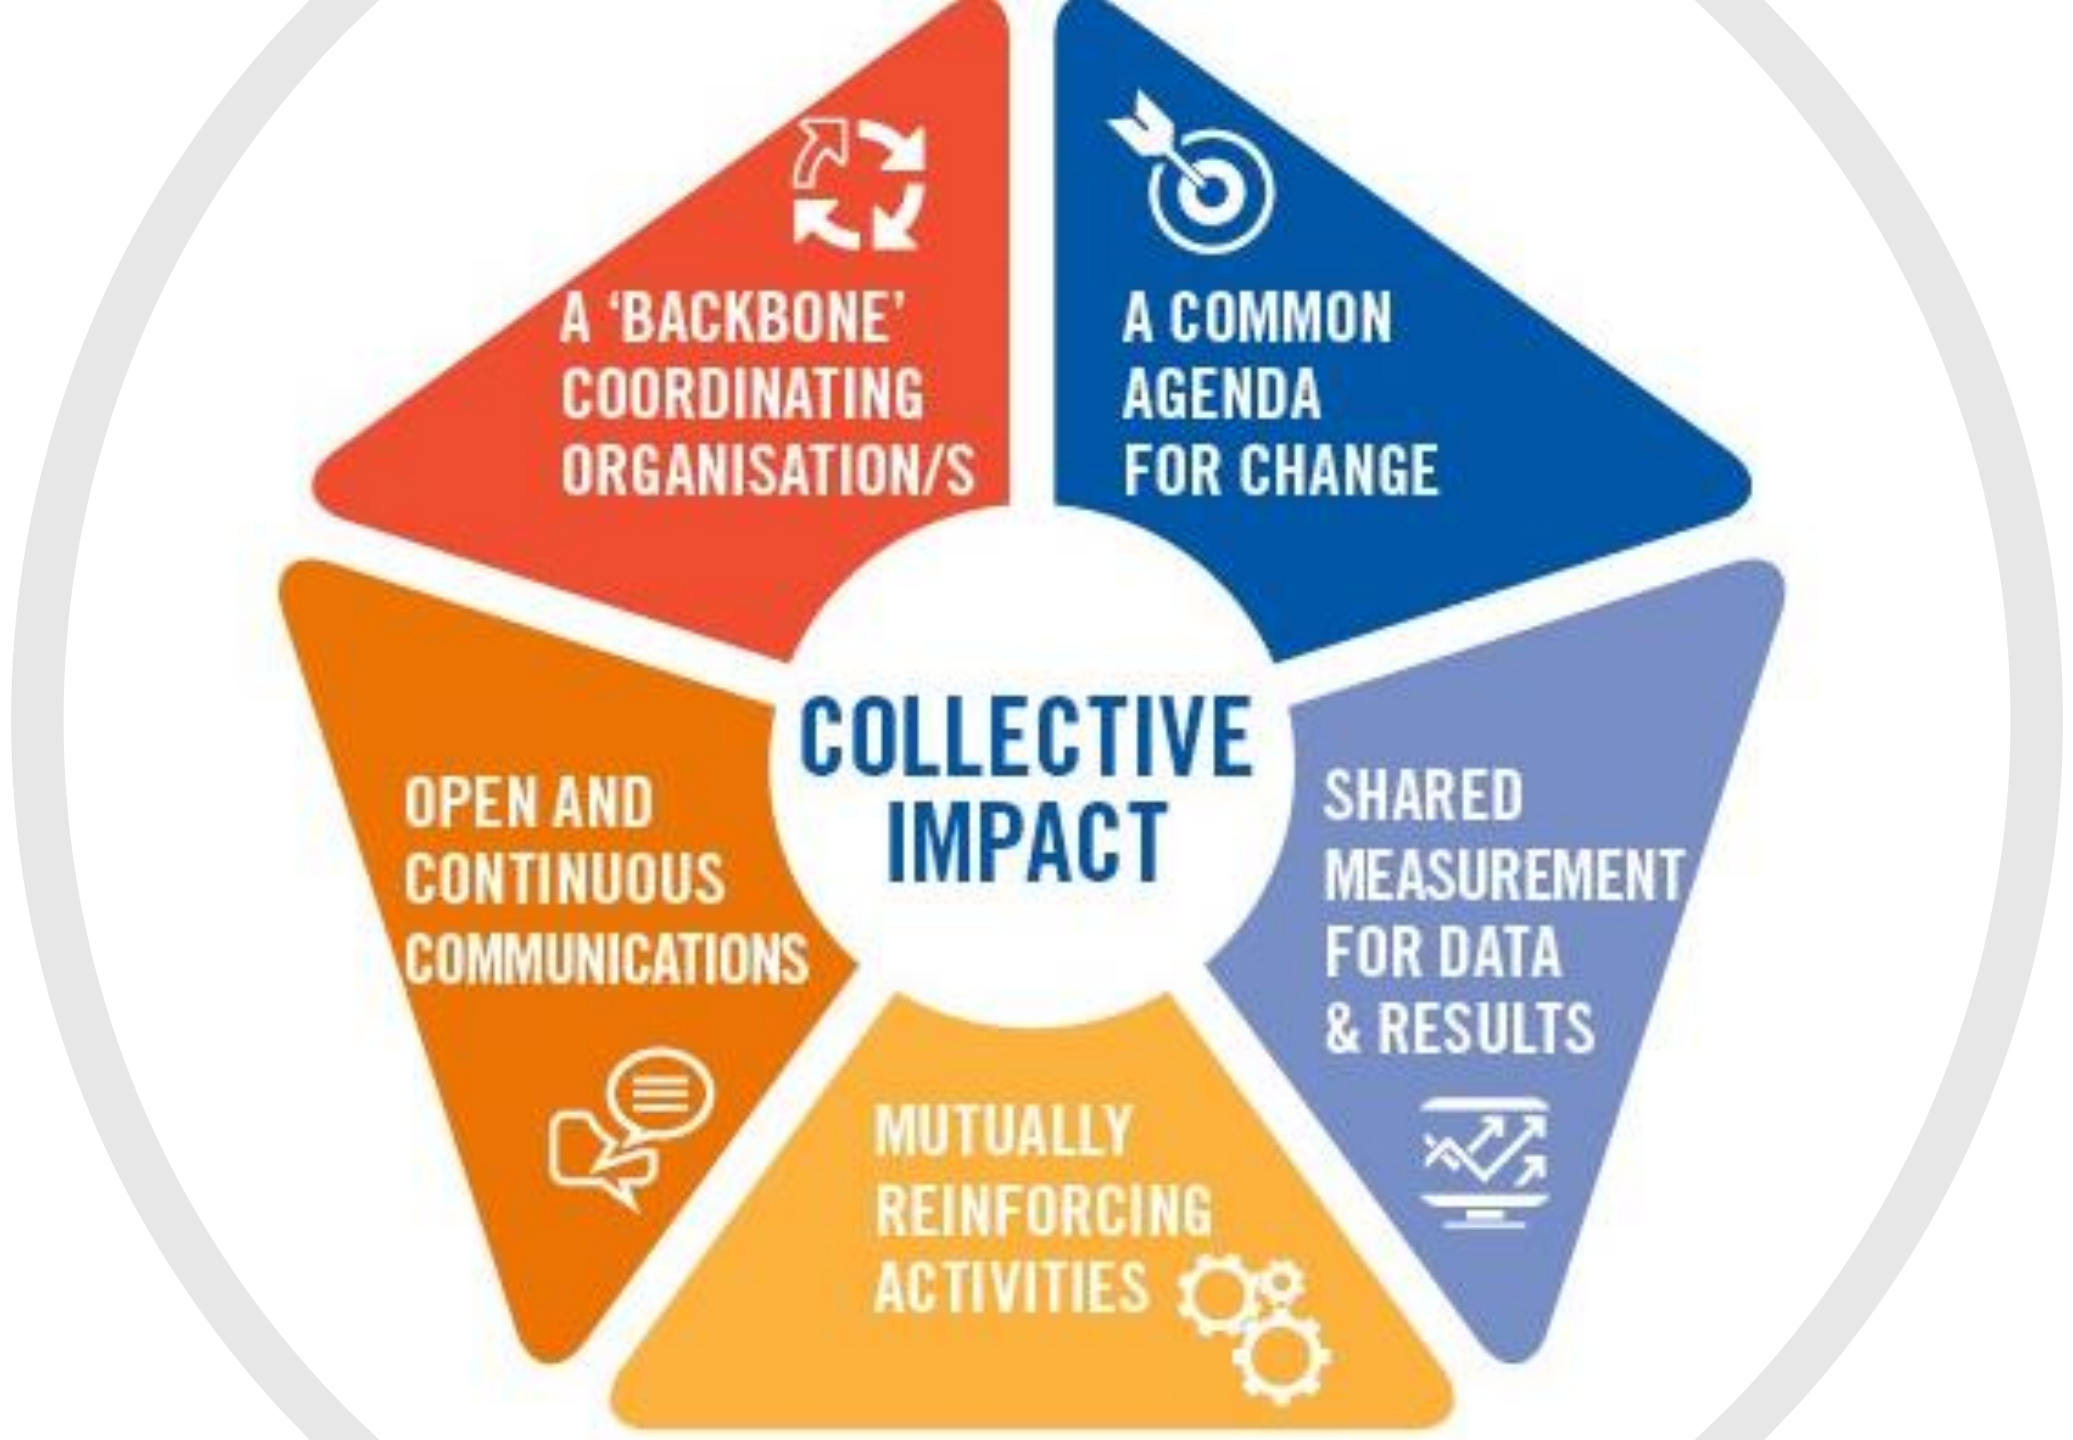 A ‘BACKBONE’
COORDINATING
ORGANISATION/S
A COMMON
AGENDA
FOR CHANGE
COLLECTIVE
IMPACT
OPEN AND
CONTINUOUS
COMMUNICATIONS
SHARED
MEASUREMENT
FOR DATA
& RESULTS
MUTUALLY
REINFORCING
ACTIVITIES